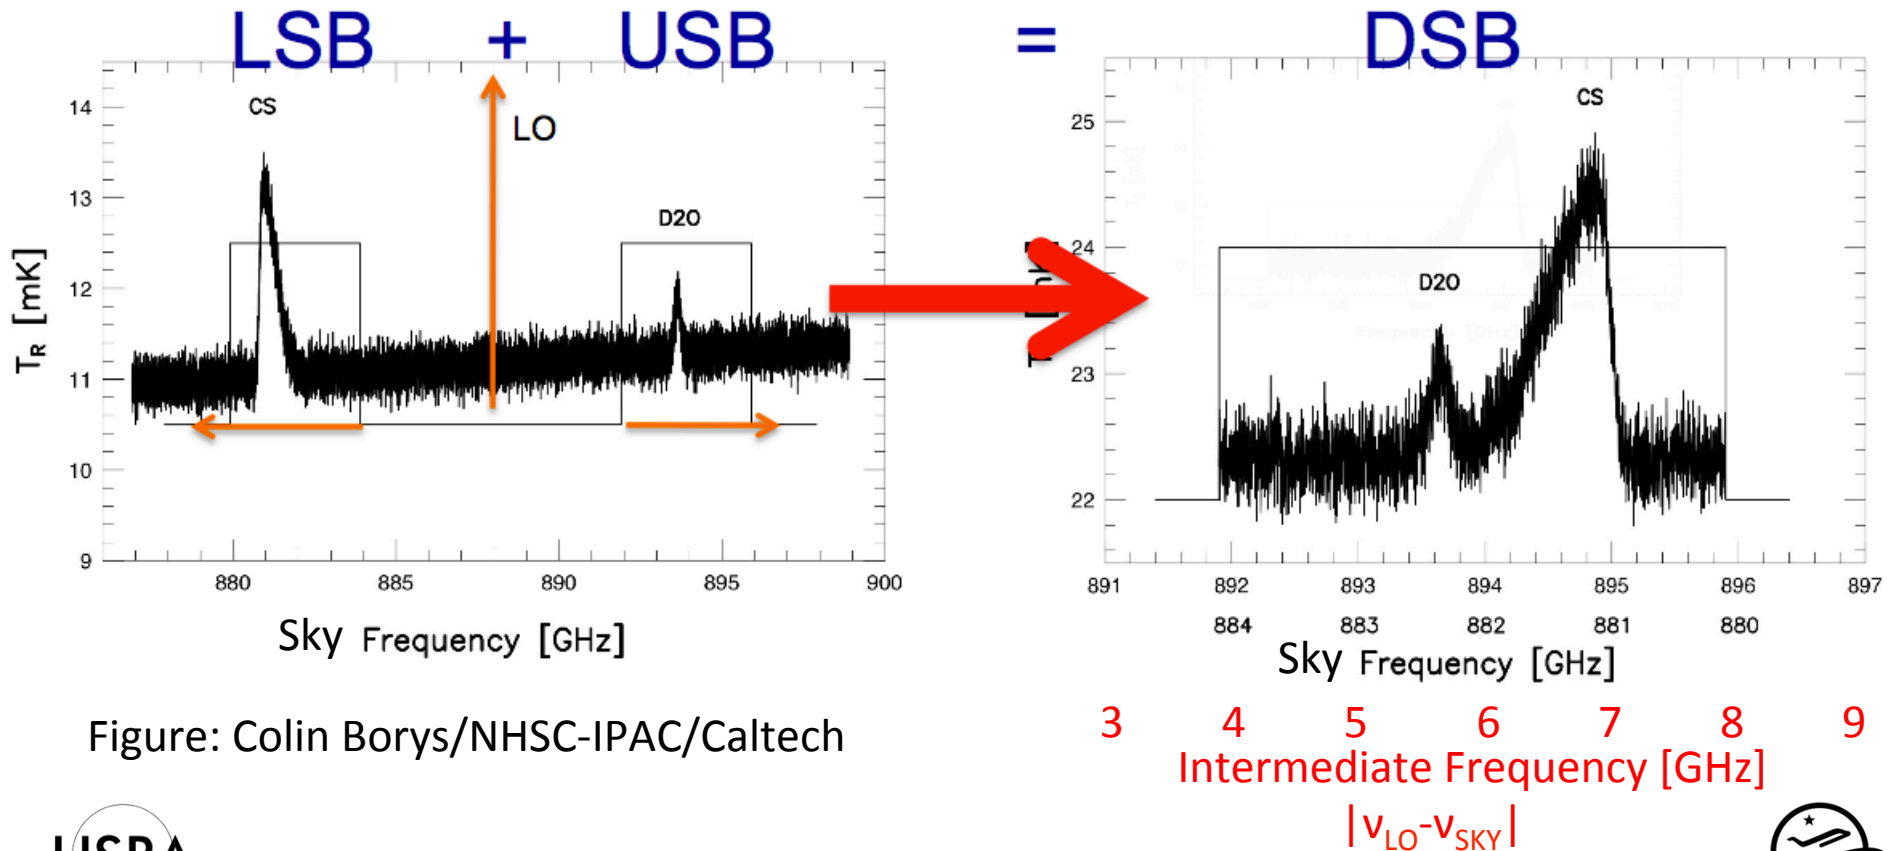 LSB + USB = DSB
14
13
12
11
10
9
T_R [mK]
CS
LO
D2O
880 885 890 895 900
Sky Frequency [GHz]
25
24
23
22
CS
D2O
891 892 893 894 895 896 897
884 883 882 881 880
Sky Frequency [GHz]
3 4 5 6 7 8 9
Intermediate Frequency [GHz]
|ν_LO-ν_SKY|
Figure: Colin Borys/NHSC-IPAC/Caltech